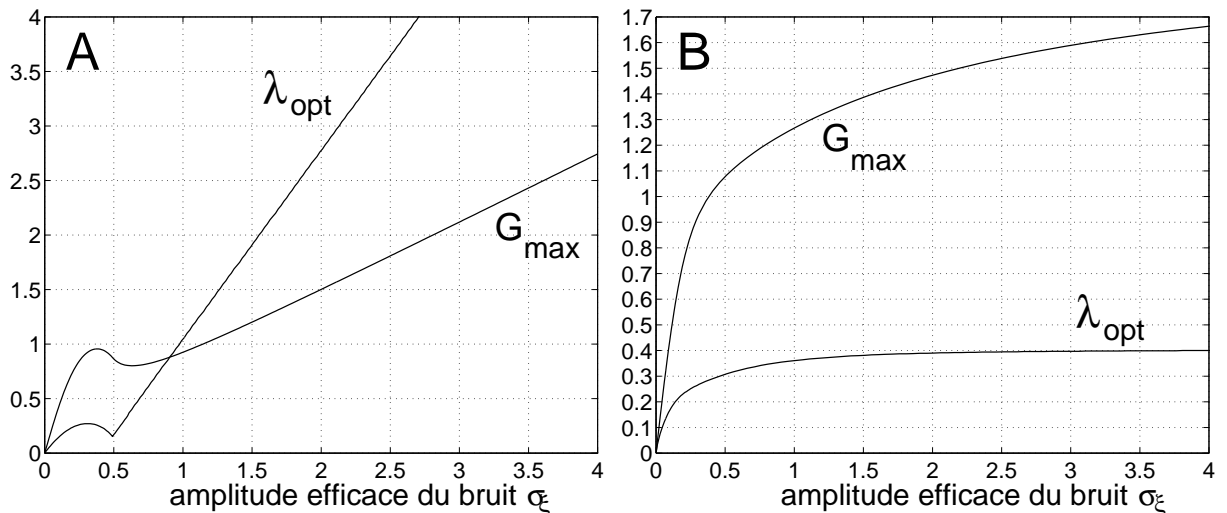 A
4
3.5
3
2.5
2
1.5
1
0.5
0
λopt
Gmax
0 0.5 1 1.5 2 2.5 3 3.5 4
amplitude efficace du bruit σξ
B
1.7
1.6
1.5
1.4
1.3
1.2
1.1
1
0.9
0.8
0.7
0.6
0.5
0.4
0.3
0.2
0.1
0
Gmax
λopt
0 0.5 1 1.5 2 2.5 3 3.5 4
amplitude efficace du bruit σξ